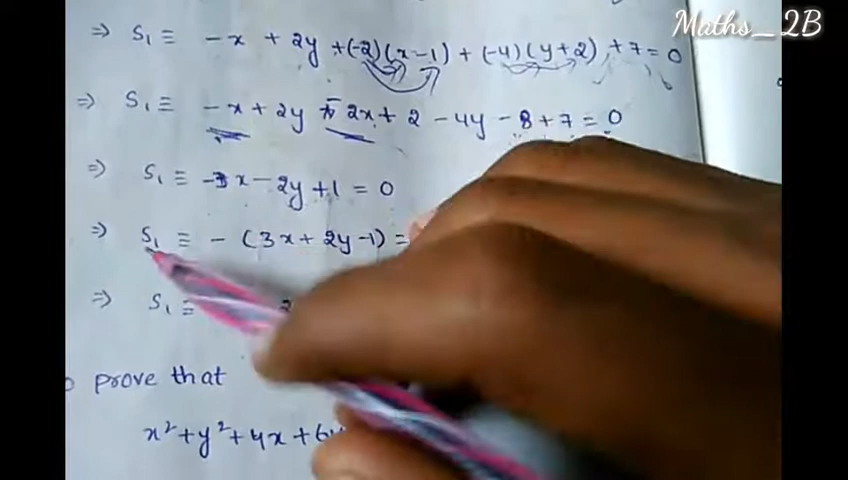 Maths_2B
⇒ S₁ ≡ -x + 2y + (-2)(x-1) + (-4)(y+2) + 7 = 0
⇒ S₁ ≡ -x + 2y - 2x + 2 - 4y - 8 + 7 = 0
⇒ S₁ ≡ -3x - 2y + 1 = 0
⇒ S₁ ≡ - (3x + 2y - 1) =
⇒ S₁ ≡
prove that
x² + y² + 4x + 6y